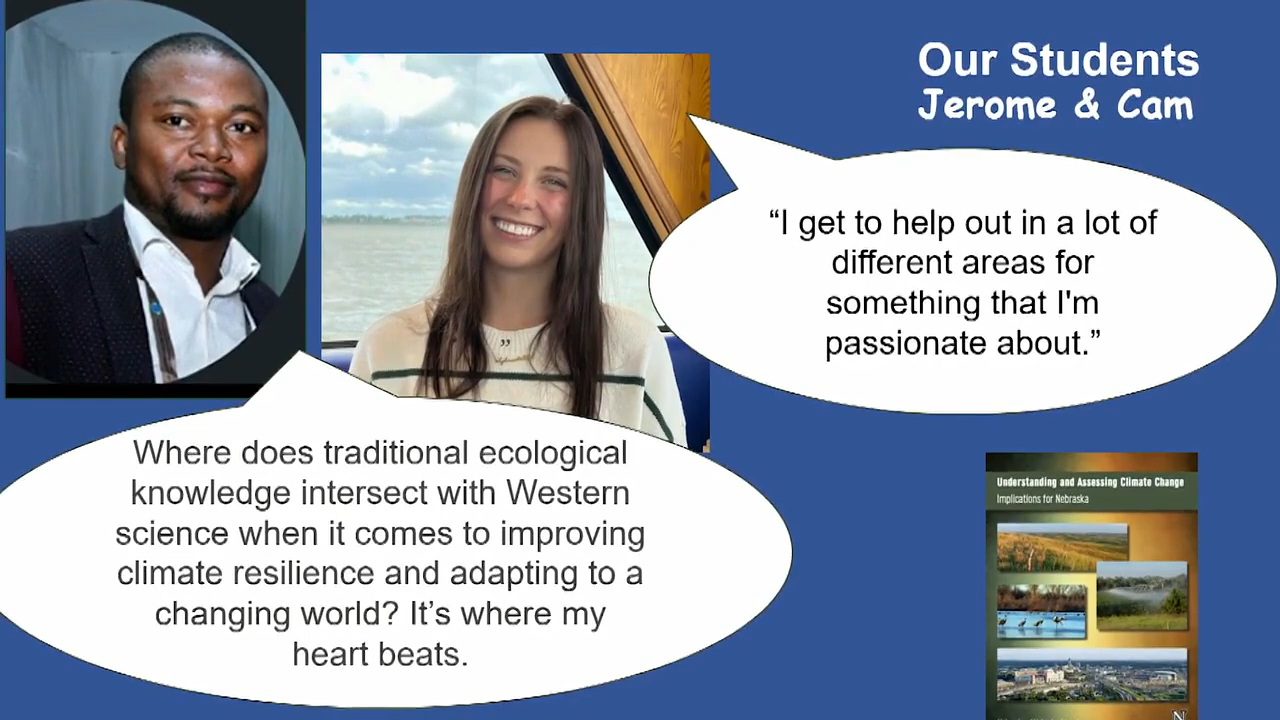 Our Students
Jerome & Cam
“I get to help out in a lot of
different areas for
something that I'm
passionate about.”
Where does traditional ecological
knowledge intersect with Western
science when it comes to improving
climate resilience and adapting to a
changing world? It’s where my
heart beats.
Understanding and Assessing Climate Change
Implications for Nebraska
N